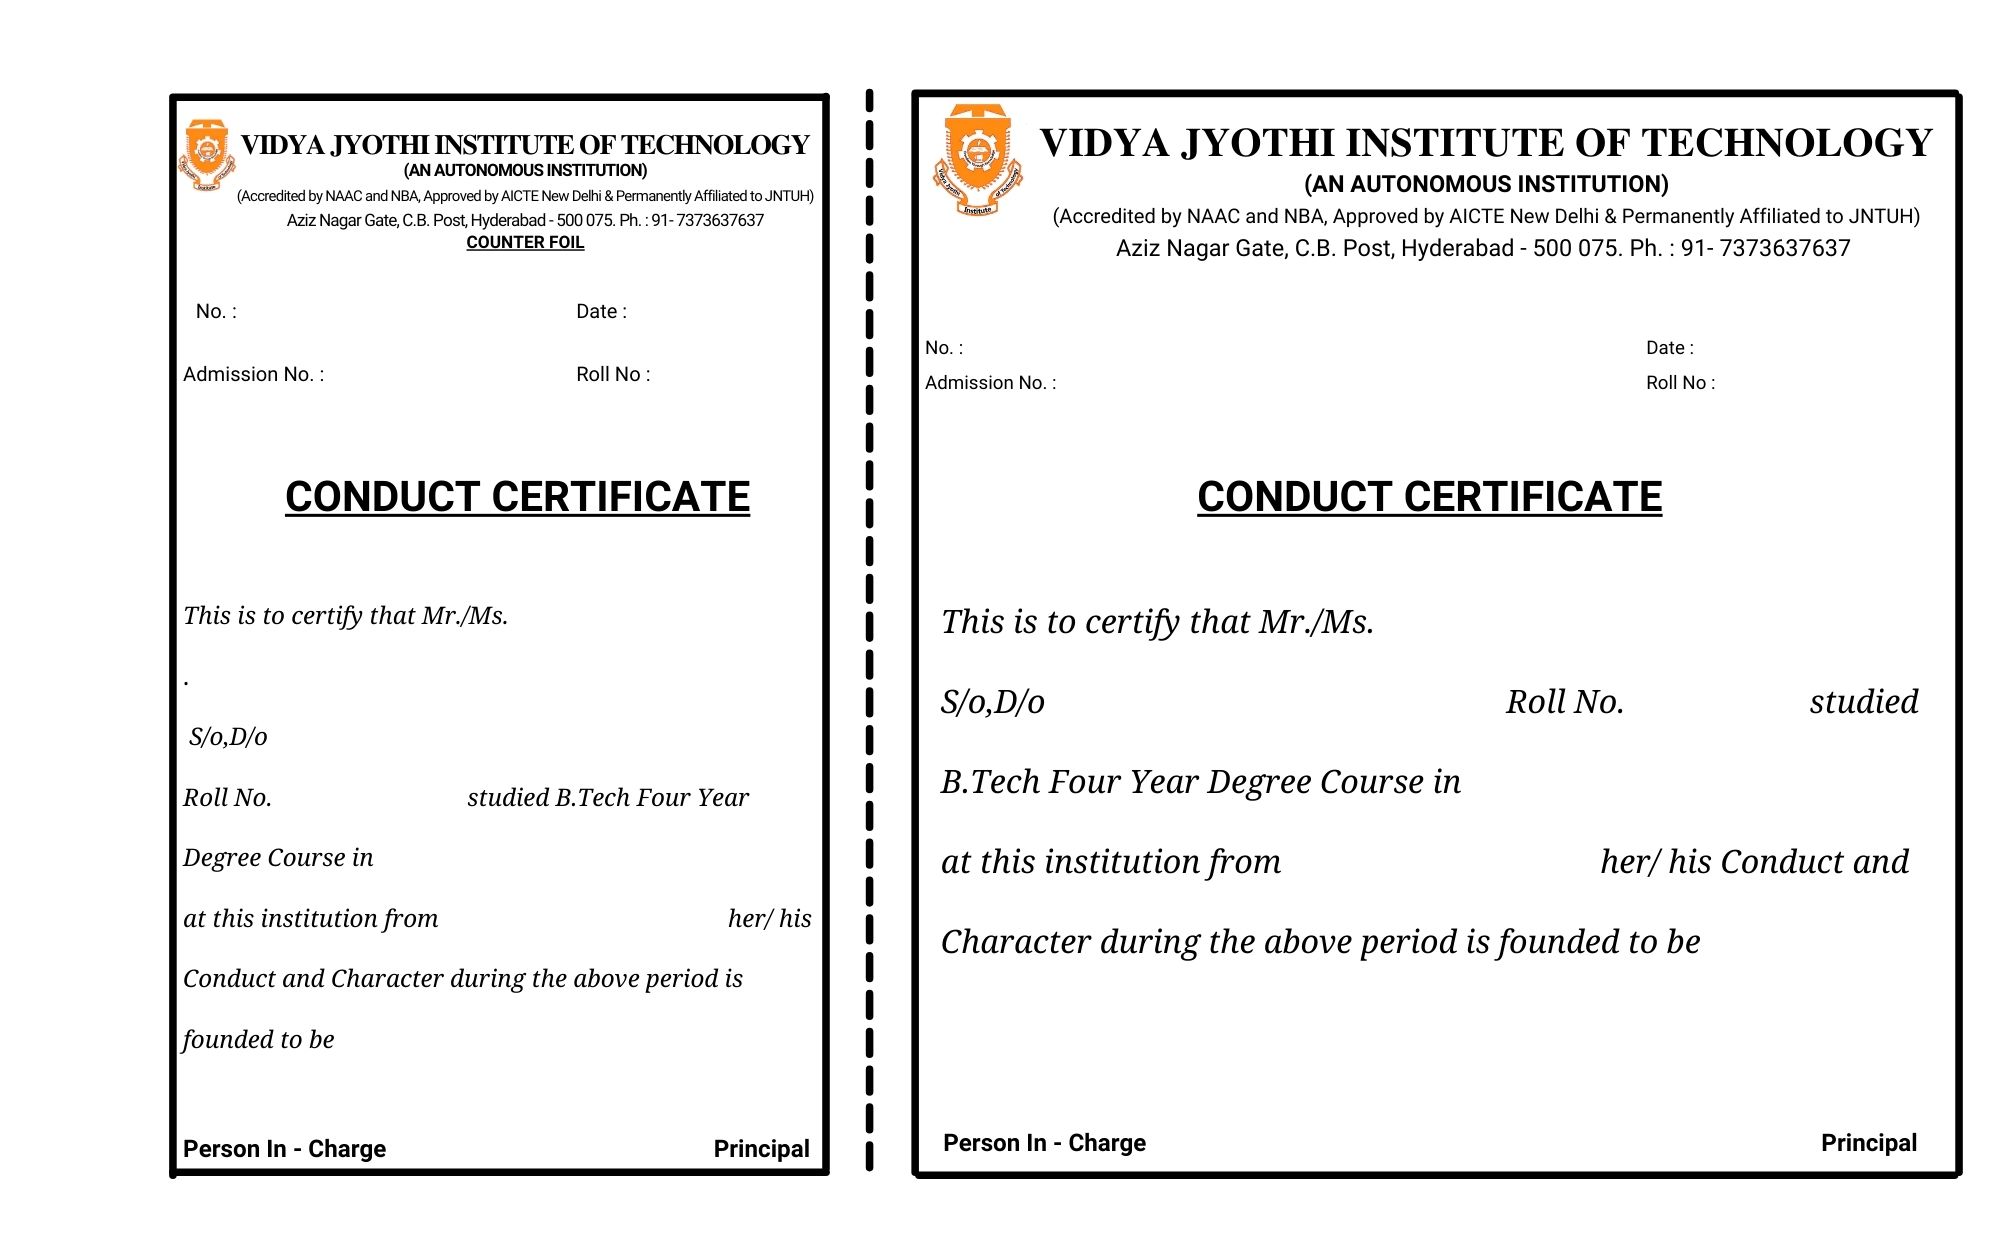 VIDYA JYOTHI INSTITUTE OF TECHNOLOGY
(AN AUTONOMOUS INSTITUTION)
(Accredited by NAAC and NBA, Approved by AICTE New Delhi & Permanently Affiliated to JNTUH)
Aziz Nagar Gate, C.B. Post, Hyderabad - 500 075. Ph. : 91- 7373637637
COUNTER FOIL
No. : Date :
Admission No. : Roll No :
CONDUCT CERTIFICATE
This is to certify that Mr./Ms.
.
S/o,D/o
Roll No. studied B.Tech Four Year
Degree Course in
at this institution from her/ his
Conduct and Character during the above period is
founded to be
Person In - Charge Principal
Vidya Jyothi
Institute
of Technology
VIDYA JYOTHI INSTITUTE OF TECHNOLOGY
(AN AUTONOMOUS INSTITUTION)
(Accredited by NAAC and NBA, Approved by AICTE New Delhi & Permanently Affiliated to JNTUH)
Aziz Nagar Gate, C.B. Post, Hyderabad - 500 075. Ph. : 91- 7373637637
No. : Date :
Admission No. : Roll No :
CONDUCT CERTIFICATE
This is to certify that Mr./Ms.
S/o,D/o Roll No. studied
B.Tech Four Year Degree Course in
at this institution from her/ his Conduct and
Character during the above period is founded to be
Person In - Charge Principal